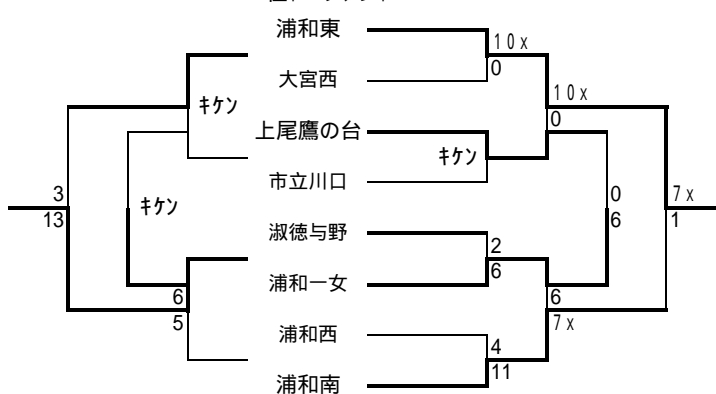 浦和東
10x
0
大宮西
10x
キケン
0
上尾鷹の台
キケン
市立川口
3
キケン
0
7x
13
6
1
淑徳与野
2
6
浦和一女
6
6
5
7x
浦和西
4
11
浦和南